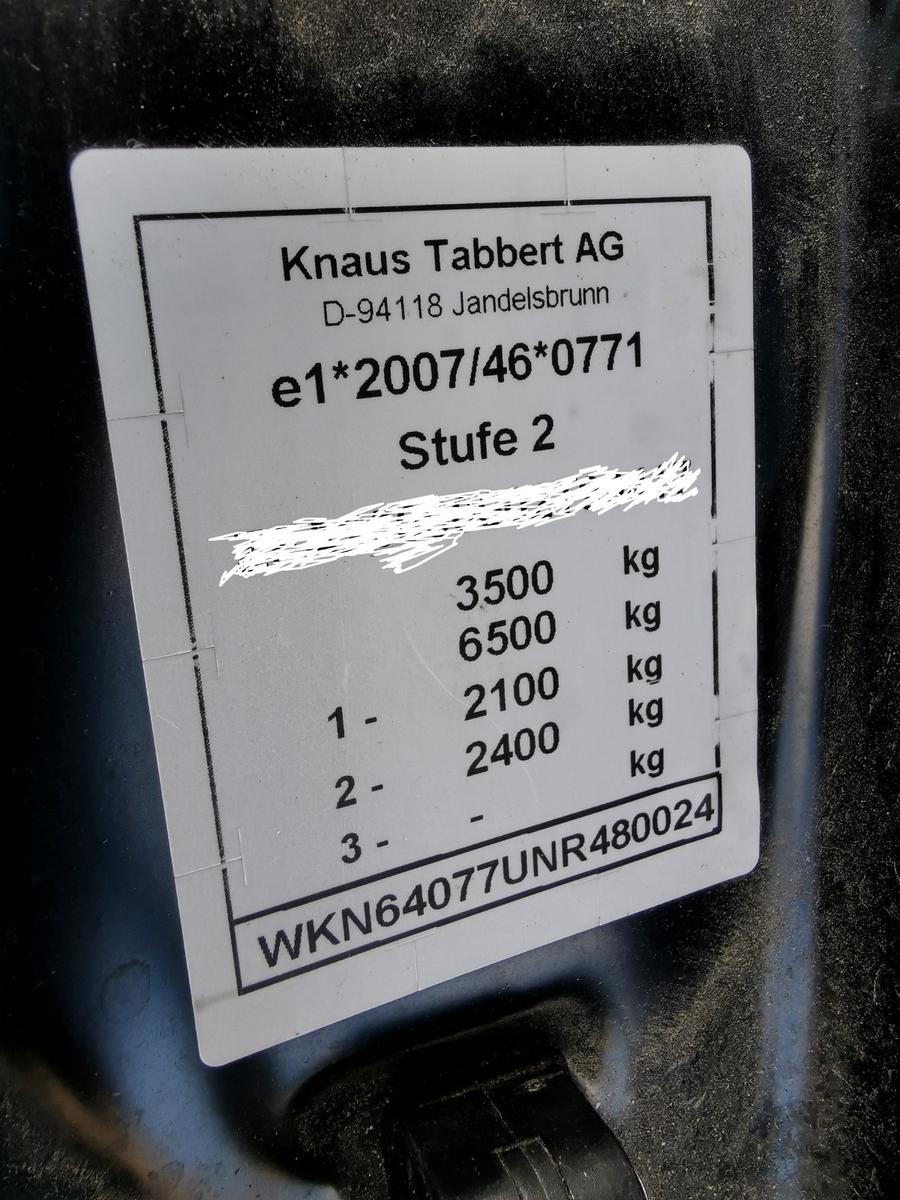 Knaus Tabbert AG
D-94118 Jandelsbrunn
e1*2007/46*0771
Stufe 2
3500 kg
6500 kg
1 - 2100 kg
2 - 2400 kg
3 - - kg
WKN64077UNR480024